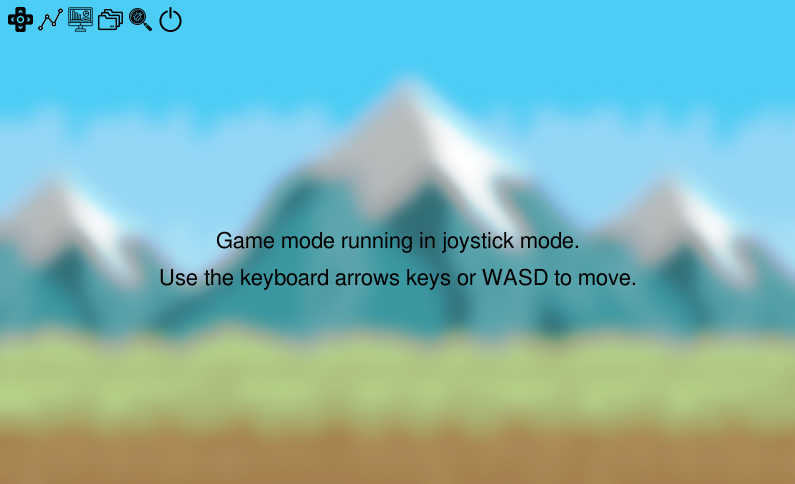 Game mode running in joystick mode.
Use the keyboard arrows keys or WASD to move.